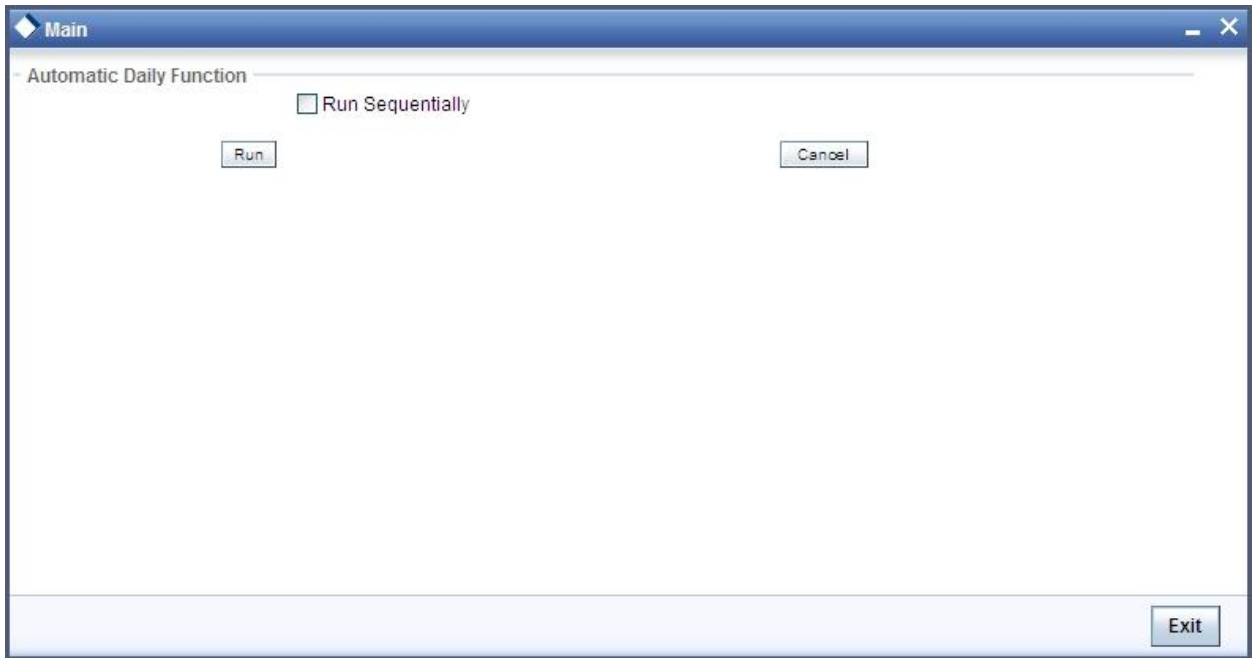 Main
Automatic Daily Function
Run Sequentially
Run Cancel
Exit